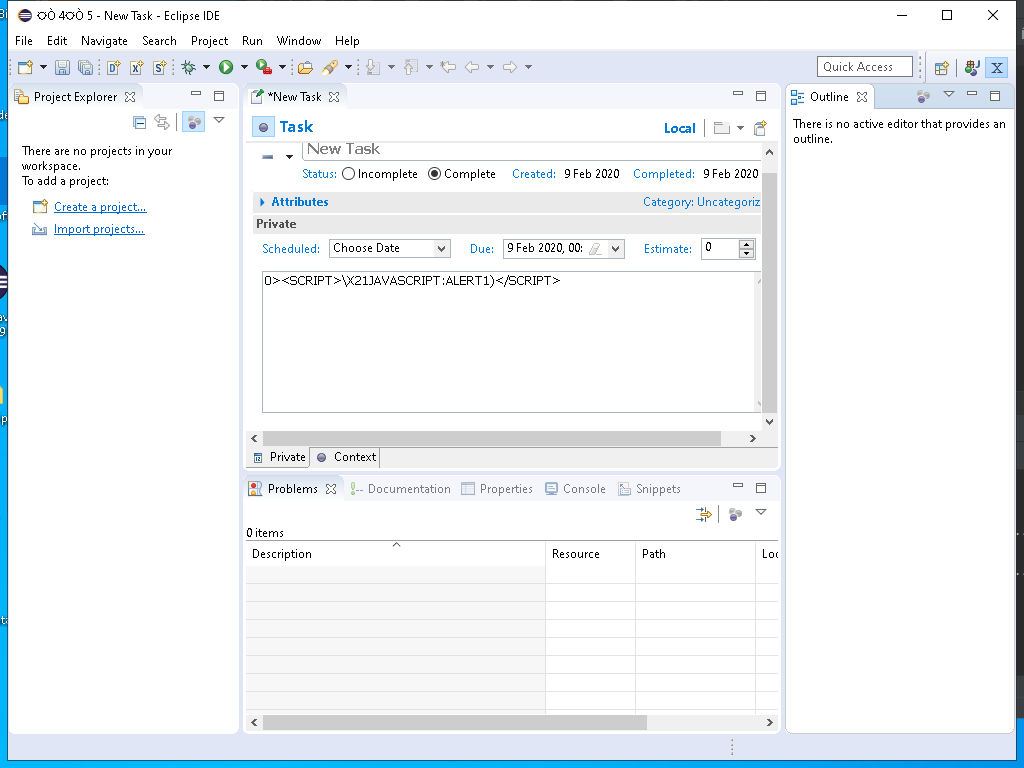 - New Task - Eclipse IDE
File Edit Navigate Search Project Run Window Help
Quick Access
Project Explorer
There are no projects in your
workspace.
To add a project:
Create a project...
Import projects...
*New Task
Task
Local
New Task
Status: Incomplete Complete Created: 9 Feb 2020 Completed: 9 Feb 2020
Attributes
Category: Uncategoriz
Private
Scheduled: Choose Date Due: 9 Feb 2020, 00: Estimate: 0
0><SCRIPT>\X21JAVASCRIPT:ALERT1)</SCRIPT>
Private Context
Problems Documentation Properties Console Snippets
0 items
Description Resource Path Loc
Outline
There is no active editor that provides an
outline.